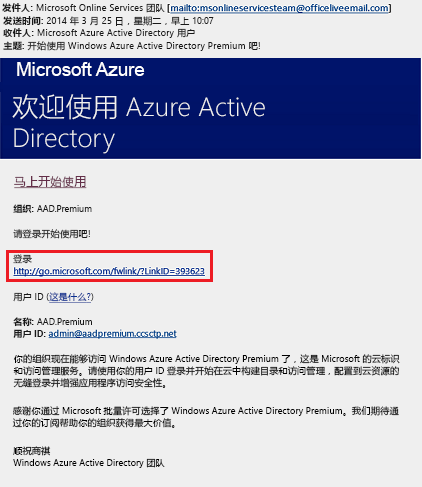 发件人: Microsoft Online Services 团队 [mailto:msonlineservicesteam@officeliveemail.com]
发送时间: 2014 年 3 月 25 日，星期二，早上 10:07
收件人: Microsoft Azure Active Directory 用户
主题: 开始使用 Windows Azure Active Directory Premium 吧!
Microsoft Azure
欢迎使用 Azure Active
Directory
马上开始使用
组织: AAD.Premium
请登录开始使用吧!
登录
http://go.microsoft.com/fwlink/?LinkID=393623
用户 ID (这是什么?)
名称: AAD.Premium
用户 ID: admin@aadpremium.ccsctp.net
你的组织现在能够访问 Windows Azure Active Directory Premium 了，这是 Microsoft 的云标识
和访问管理服务。请使用你的用户 ID 登录并开始在云中构建目录和访问管理，配置到云资源的
无缝登录并增强应用程序访问安全性。
感谢你通过 Microsoft 批量许可选择了 Windows Azure Active Directory Premium。我们期待通
过你的订阅帮助你的组织获得最大价值。
顺祝商祺
Windows Azure Active Directory 团队